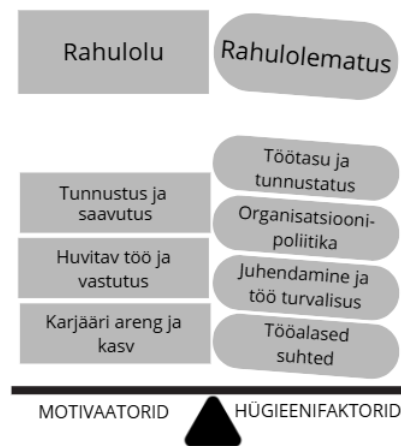 Rahulolu
Rahulolematus
Tunnustus ja
saavutus
Huvitav töö ja
vastutus
Karjääri areng ja
kasv
Töötasu ja
tunnustatus
Organisatsiooni-
poliitika
Juhendamine ja
töö turvalisus
Tööalased
suhted
MOTIVAATORID
HÜGIEENIFAKTORID